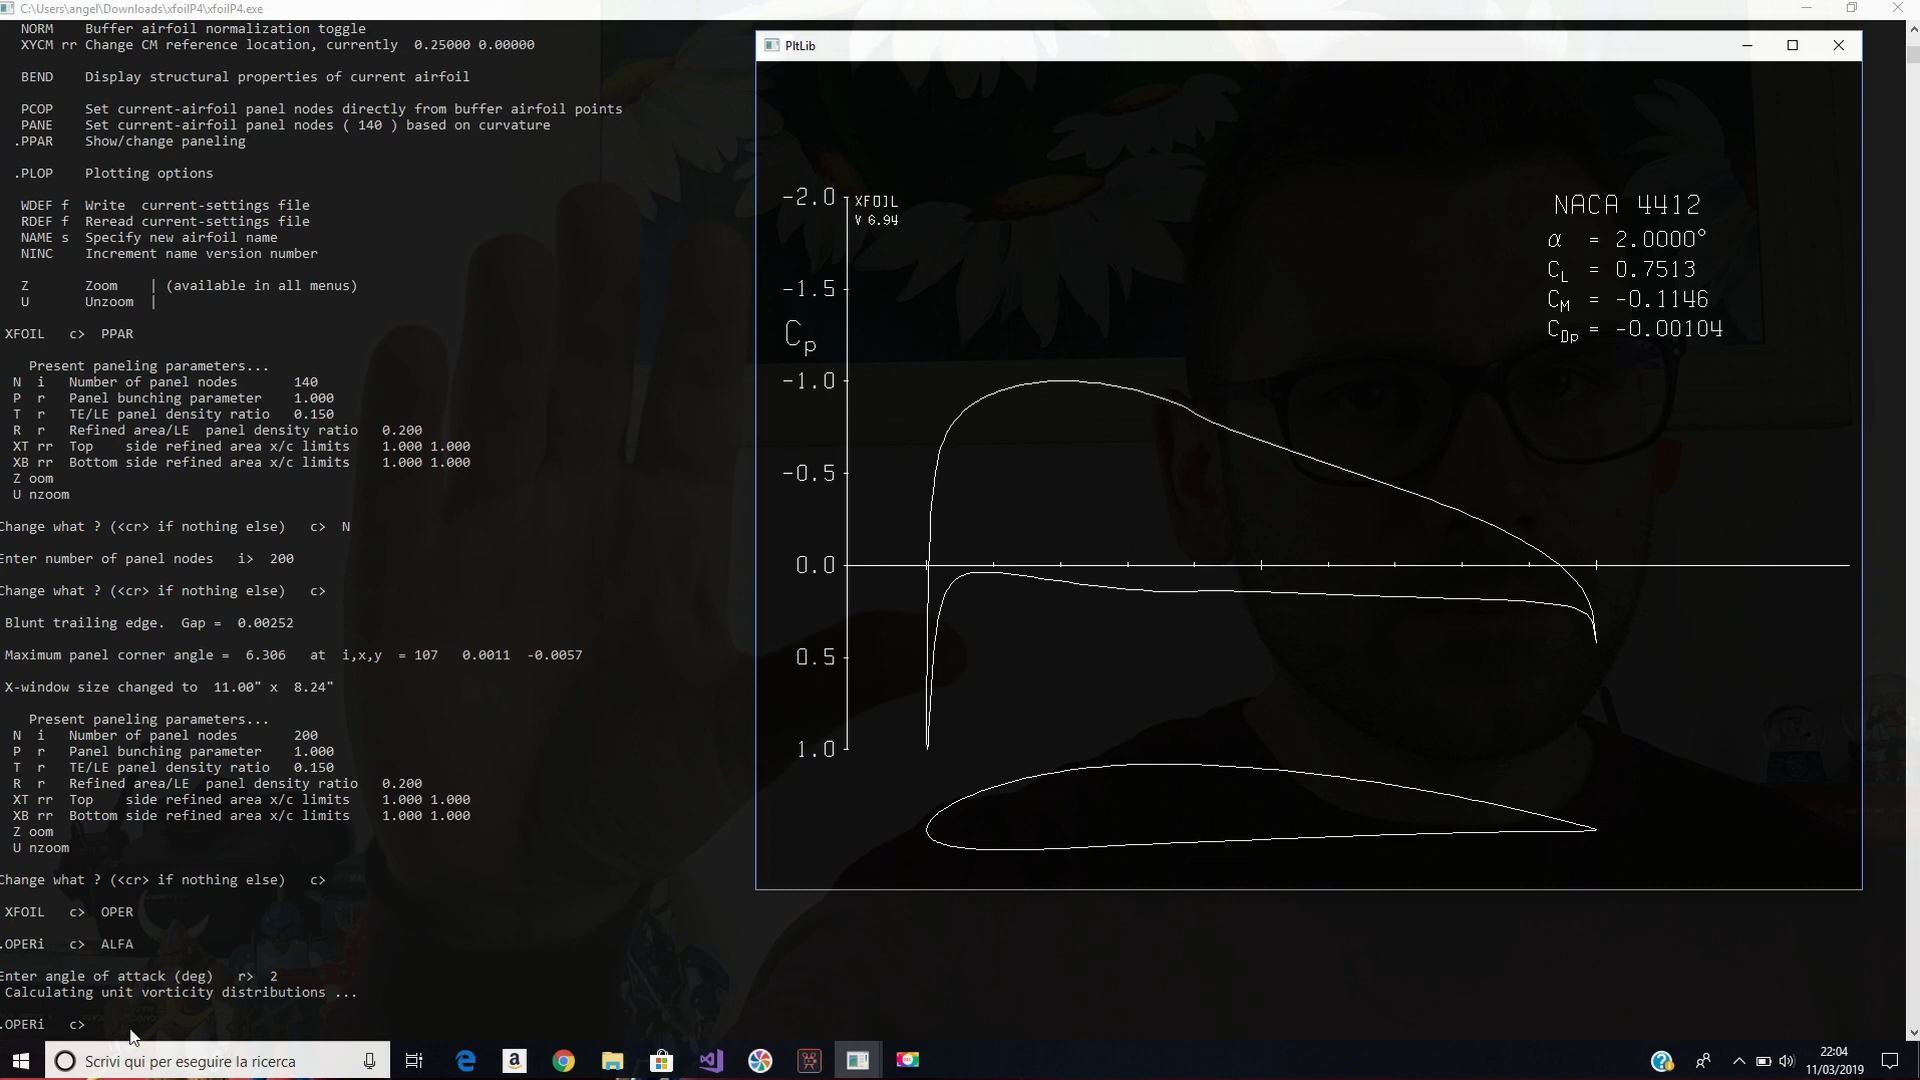 C:\Users\angel\Downloads\xfoilP4\xfoilP4.exe
NORM Buffer airfoil normalization toggle
XYCM rr Change CM reference location, currently 0.25000 0.00000
BEND Display structural properties of current airfoil
PCOP Set current-airfoil panel nodes directly from buffer airfoil points
PANE Set current-airfoil panel nodes ( 140 ) based on curvature
.PPAR Show/change paneling
.PLOP Plotting options
WDEF f Write current-settings file
RDEF f Reread current-settings file
NAME s Specify new airfoil name
NINC Increment name version number
Z Zoom | (available in all menus)
U Unzoom |
XFOIL c> PPAR
Present paneling parameters...
N i Number of panel nodes 140
P r Panel bunching parameter 1.000
T r TE/LE panel density ratio 0.150
R r Refined area/LE panel density ratio 0.200
XT rr Top side refined area x/c limits 1.000 1.000
XB rr Bottom side refined area x/c limits 1.000 1.000
Z oom
U nzoom
Change what ? (<cr> if nothing else) c> N
Enter number of panel nodes i> 200
Change what ? (<cr> if nothing else) c>
Blunt trailing edge. Gap = 0.00252
Maximum panel corner angle = 6.306 at i,x,y = 107 0.0011 -0.0057
X-window size changed to 11.00" x 8.24"
Present paneling parameters...
N i Number of panel nodes 200
P r Panel bunching parameter 1.000
T r TE/LE panel density ratio 0.150
R r Refined area/LE panel density ratio 0.200
XT rr Top side refined area x/c limits 1.000 1.000
XB rr Bottom side refined area x/c limits 1.000 1.000
Z oom
U nzoom
Change what ? (<cr> if nothing else) c>
XFOIL c> OPER
.OPERi c> ALFA
Enter angle of attack (deg) r> 2
Calculating unit vorticity distributions ...
.OPERi c>
PltLib
XFOIL
V 6.94
-2.0
-1.5
Cp
-1.0
-0.5
0.0
0.5
1.0
NACA 4412
α = 2.0000°
CL = 0.7513
CM = -0.1146
CDp = -0.00104
Scrivi qui per eseguire la ricerca
22:04
11/03/2019